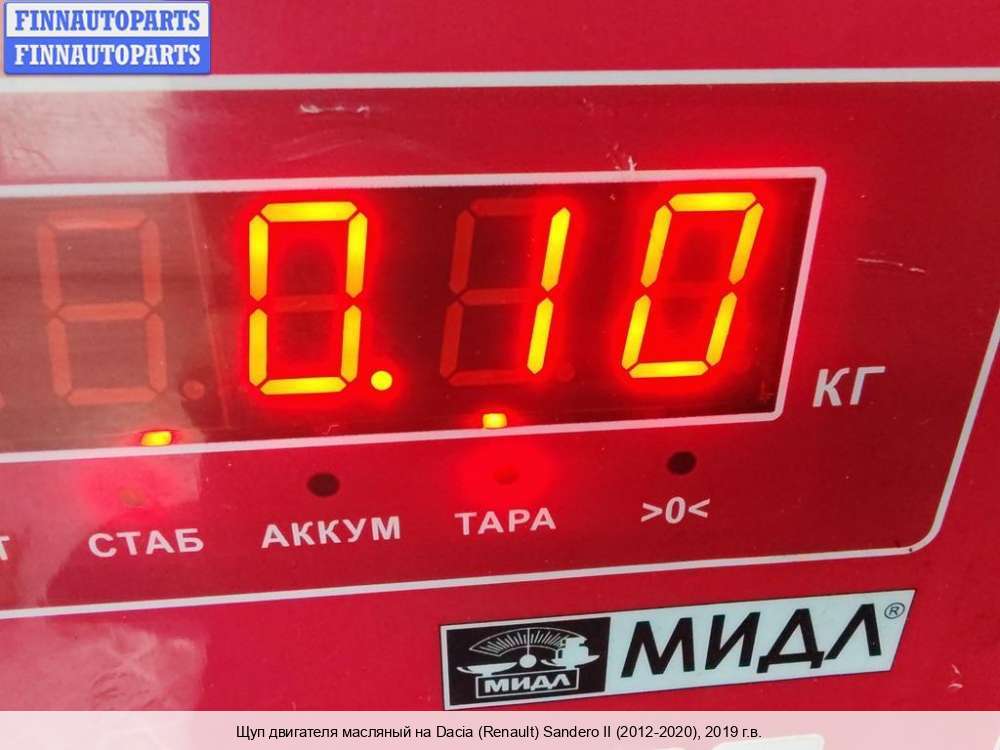 FINNAUTOPARTS
FINNAUTOPARTS
0.10
КГ
СТАБ АККУМ ТАРА >0<
МИДЛ МИДЛ®
Щуп двигателя масляный на Dacia (Renault) Sandero II (2012-2020), 2019 г.в.